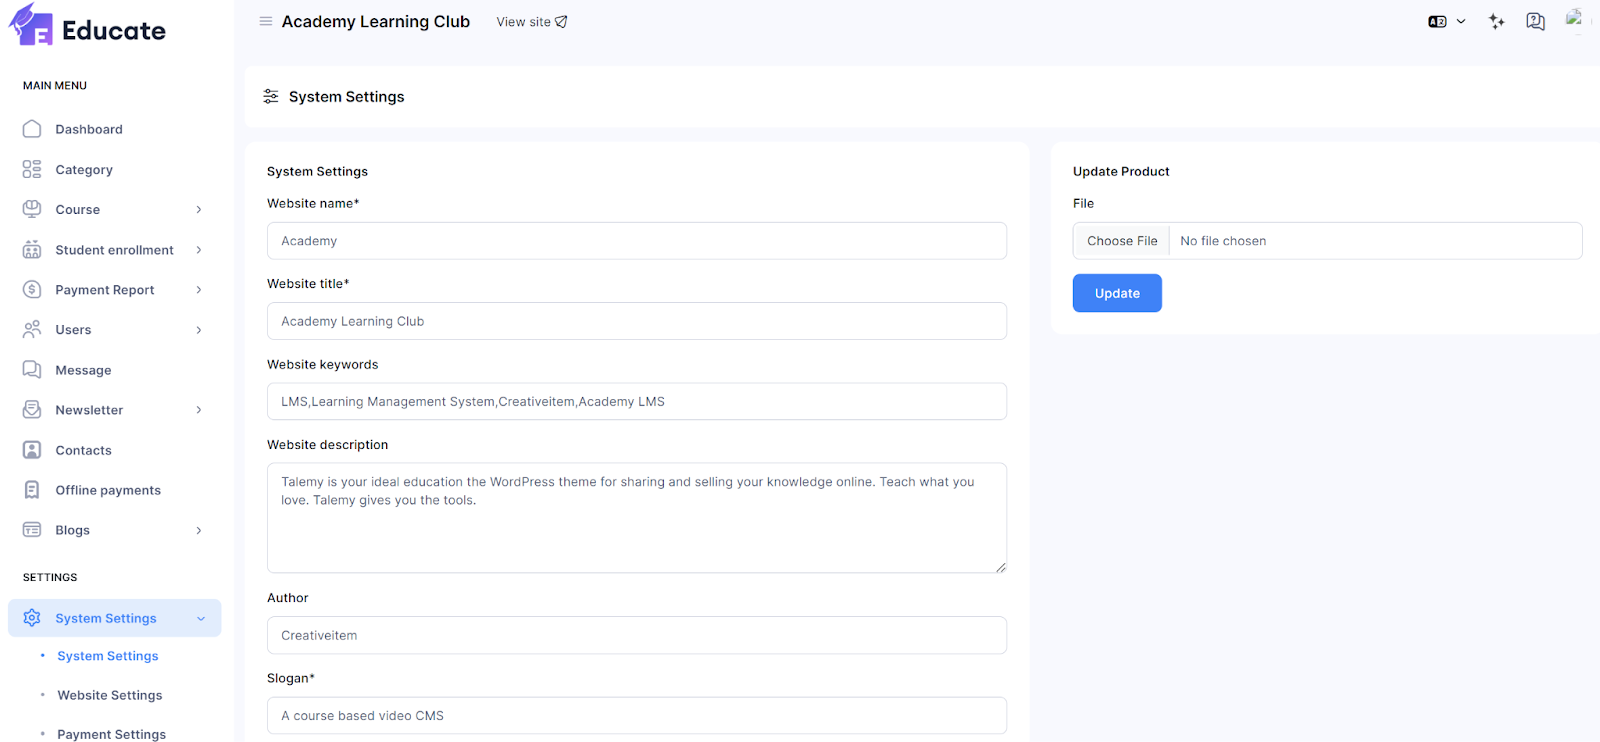 Educate
Academy Learning Club
View site
MAIN MENU
Dashboard
Category
Course
Student enrollment
Payment Report
Users
Message
Newsletter
Contacts
Offline payments
Blogs
SETTINGS
System Settings
System Settings
Website Settings
Payment Settings
System Settings
System Settings
Website name*
Academy
Website title*
Academy Learning Club
Website keywords
LMS,Learning Management System,Creativeitem,Academy LMS
Website description
Talemy is your ideal education the WordPress theme for sharing and selling your knowledge online. Teach what you
love. Talemy gives you the tools.
Author
Creativeitem
Slogan*
A course based video CMS
Update Product
File
Choose File No file chosen
Update